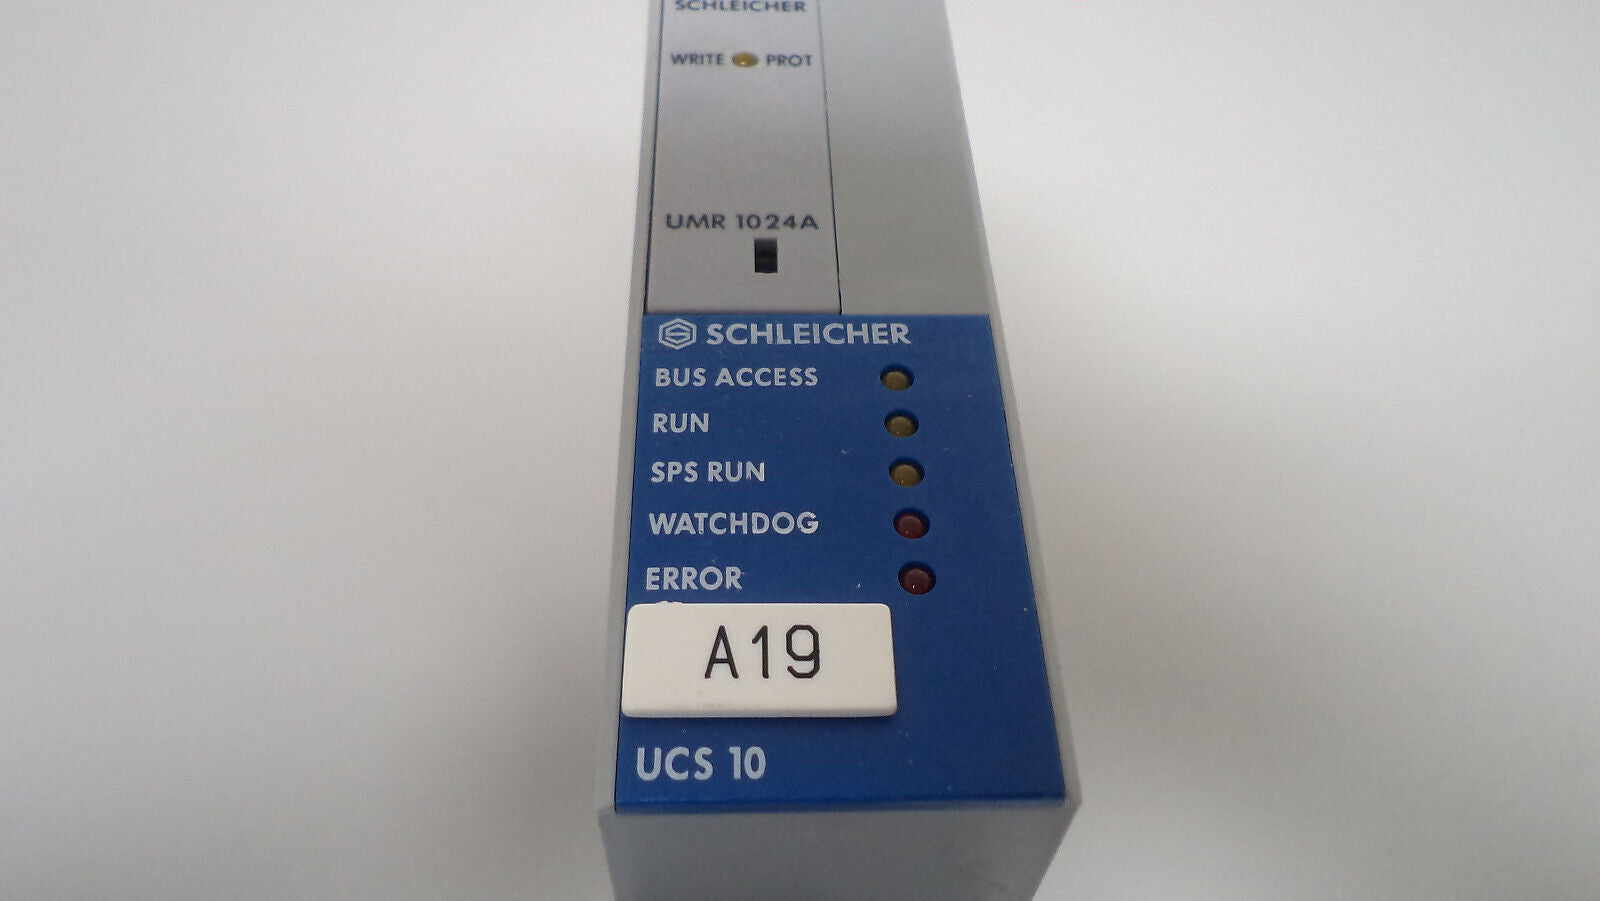 SCHLEICHER
WRITE PROT
UMR 1024A
SCHLEICHER
BUS ACCESS
RUN
SPS RUN
WATCHDOG
ERROR
A19
UCS 10